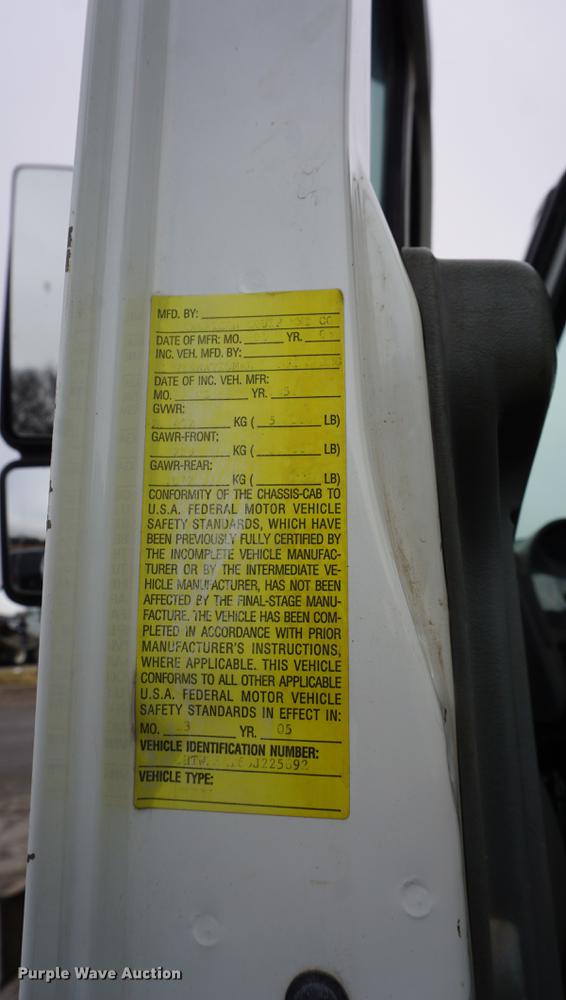 MFD. BY:
CO
DATE OF MFR: MO. YR.
INC. VEH. MFD. BY:
DATE OF INC. VEH. MFR:
MO. YR.
GVWR:
KG ( LB)
GAWR-FRONT:
KG ( LB)
GAWR-REAR:
KG ( LB)
CONFORMITY OF THE CHASSIS-CAB TO
U.S.A. FEDERAL MOTOR VEHICLE
SAFETY STANDARDS, WHICH HAVE
BEEN PREVIOUSLY FULLY CERTIFIED BY
THE INCOMPLETE VEHICLE MANUFAC-
TURER OR BY THE INTERMEDIATE VE-
HICLE MANUFACTURER, HAS NOT BEEN
AFFECTED BY THE FINAL-STAGE MANU-
FACTURE. THE VEHICLE HAS BEEN COM-
PLETED IN ACCORDANCE WITH PRIOR
MANUFACTURER'S INSTRUCTIONS,
WHERE APPLICABLE. THIS VEHICLE
CONFORMS TO ALL OTHER APPLICABLE
U.S.A. FEDERAL MOTOR VEHICLE
SAFETY STANDARDS IN EFFECT IN:
MO. 3 YR. 05
VEHICLE IDENTIFICATION NUMBER:
VEHICLE TYPE:
Purple Wave Auction